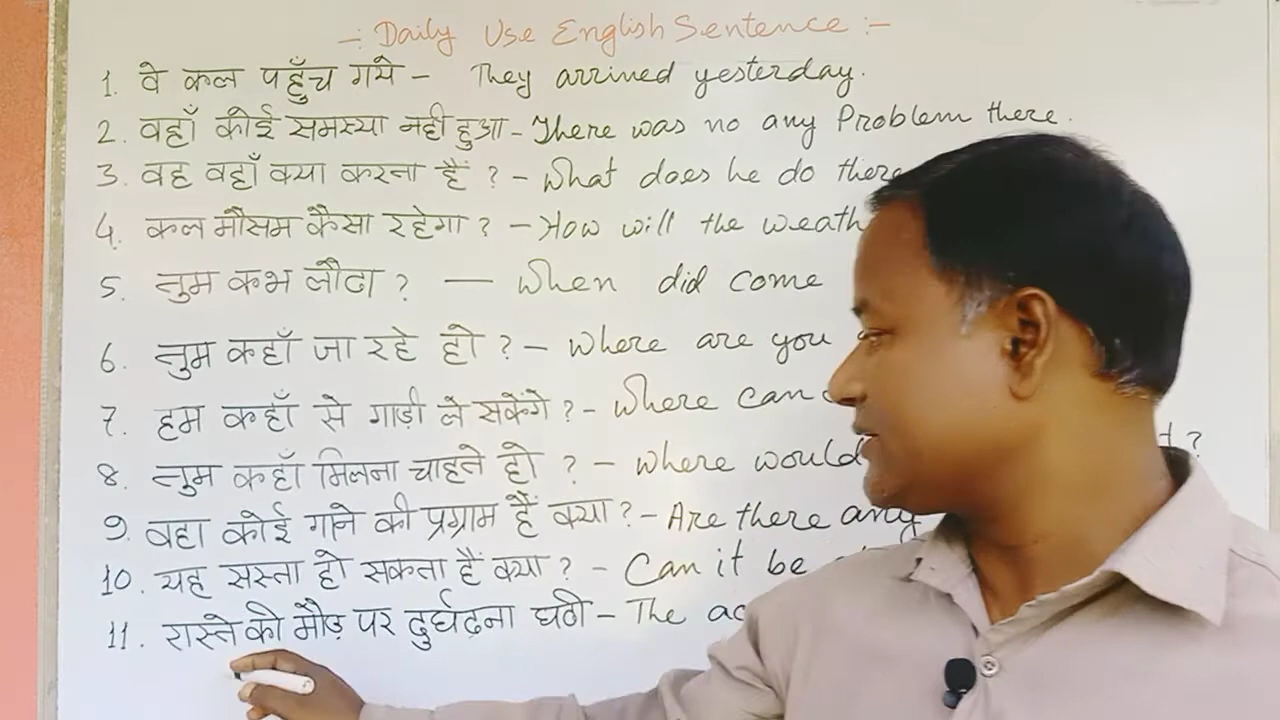 -: Daily Use English Sentence :-
1. वे कल पहुँच गये - They arrined yesterday.
2. वहाँ कोई समस्या नही हुआ - There was no any Problem there.
3. वह वहाँ क्या करना हैं ? - What does he do there
4. कल मौसम कैसा रहेगा ? - How will the weath
5. तुम कभ लौटा ? — When did come
6. तुम कहाँ जा रहे हो ? - Where are you
7. हम कहाँ से गाड़ी ले सकेंगे ? - Where can
8. तुम कहाँ मिलना चाहते हो ? - Where would ?
9. वहा कोई गाने की प्रग्राम हैं क्या ? - Are there any
10. यह सस्ता हो सकता हैं क्या ? - Can it be
11. रास्ते की मौड़ पर दुर्घटना घटी - The ac